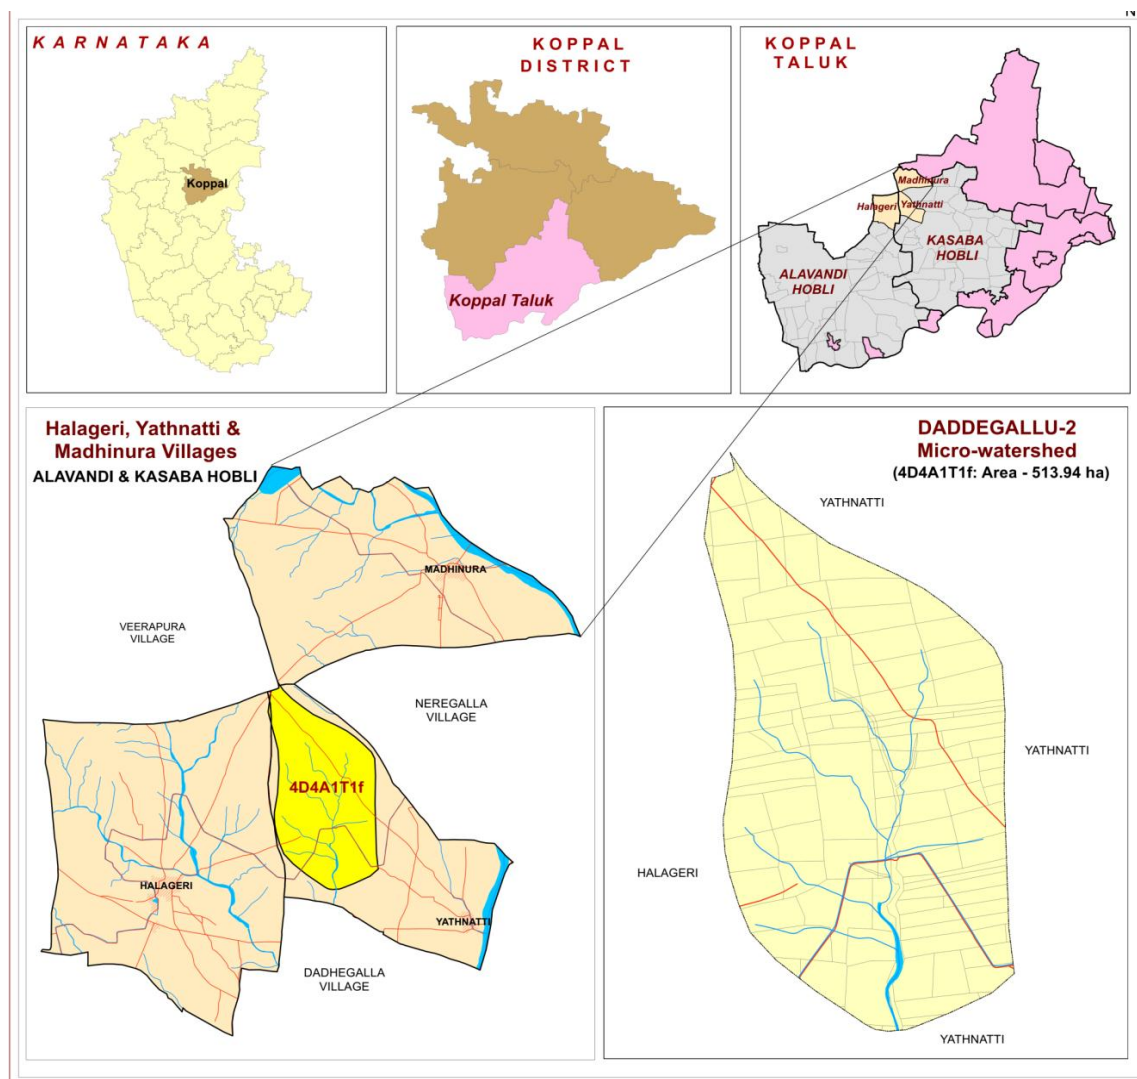 N
KARNATAKA
Koppal
KOPPAL
DISTRICT
Koppal Taluk
KOPPAL
TALUK
Madhinura
Halageri
Yathnatti
KASABA
HOBLI
ALAVANDI
HOBLI
Halageri, Yathnatti &
Madhinura Villages
ALAVANDI & KASABA HOBLI
MADHINURA
VEERAPURA
VILLAGE
NEREGALLA
VILLAGE
4D4A1T1f
HALAGERI
YATHNATTI
DADHEGALLA
VILLAGE
DADDEGALLU-2
Micro-watershed
(4D4A1T1f: Area - 513.94 ha)
YATHNATTI
YATHNATTI
HALAGERI
YATHNATTI